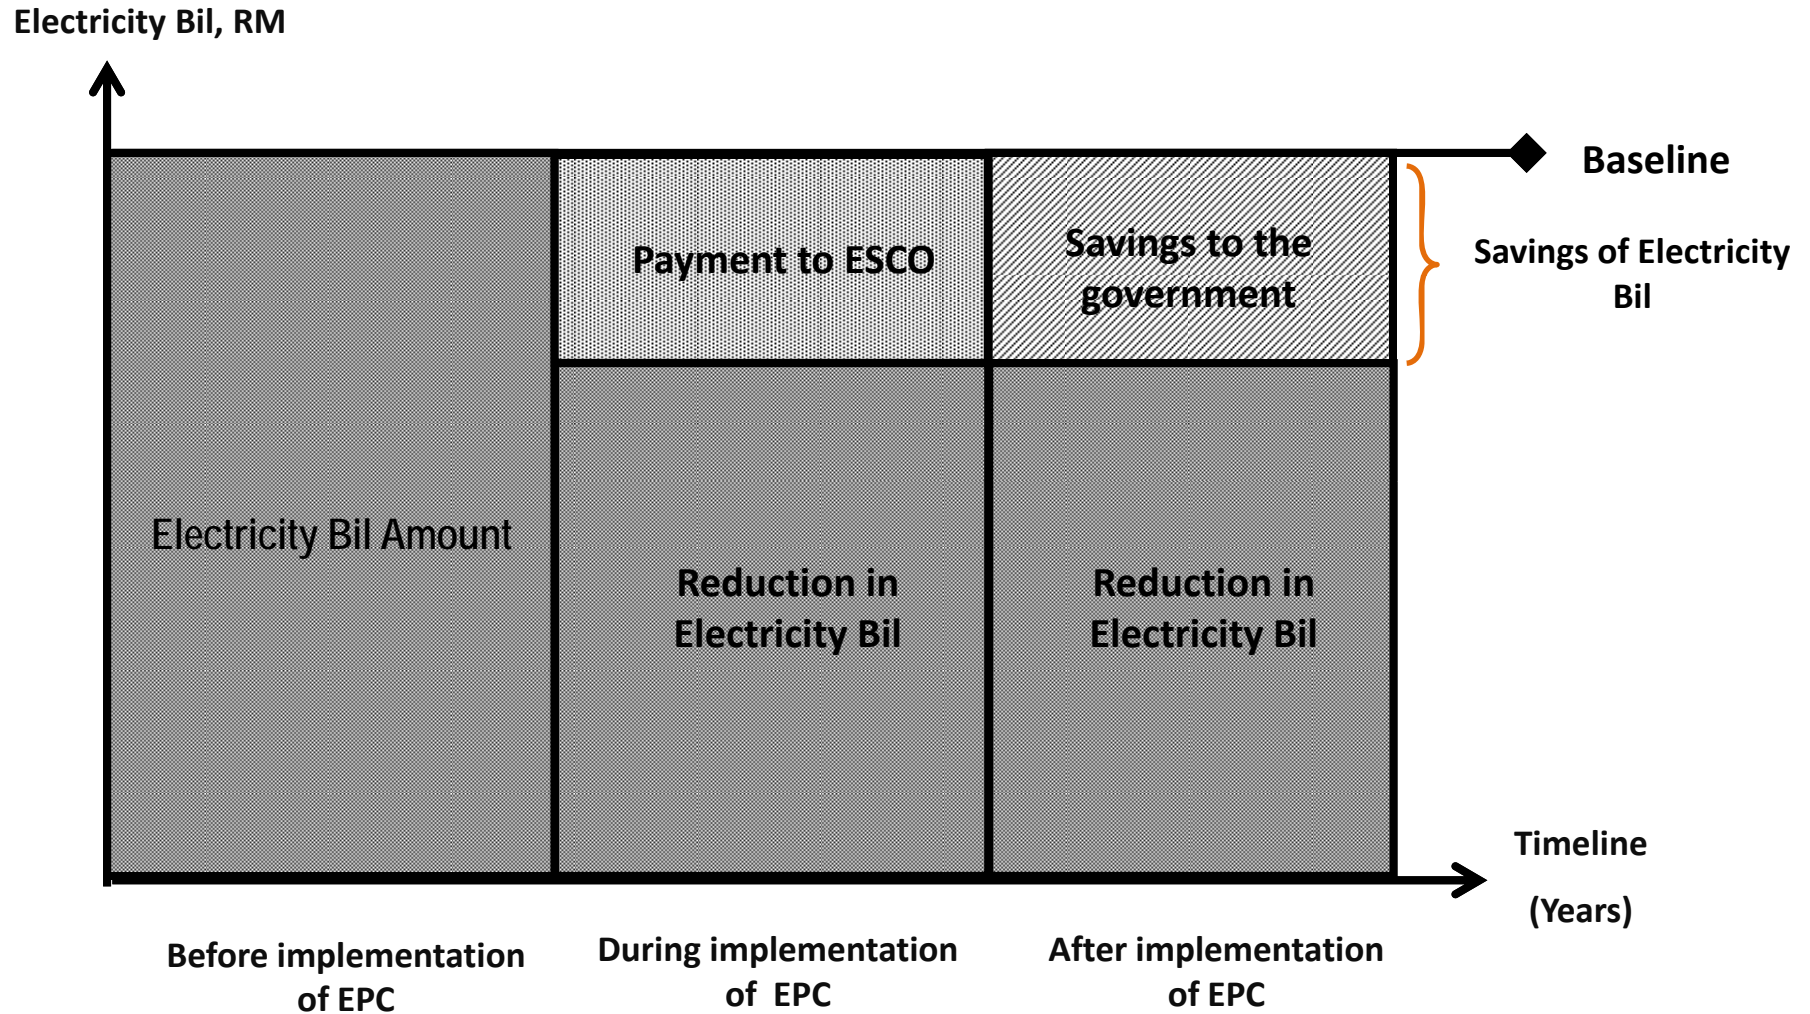 Electricity Bil, RM
Baseline
Payment to ESCO
Savings to the
government
Savings of Electricity
Bil
Electricity Bil Amount
Reduction in
Electricity Bil
Reduction in
Electricity Bil
Timeline
(Years)
Before implementation
of EPC
During implementation
of  EPC
After implementation
of EPC